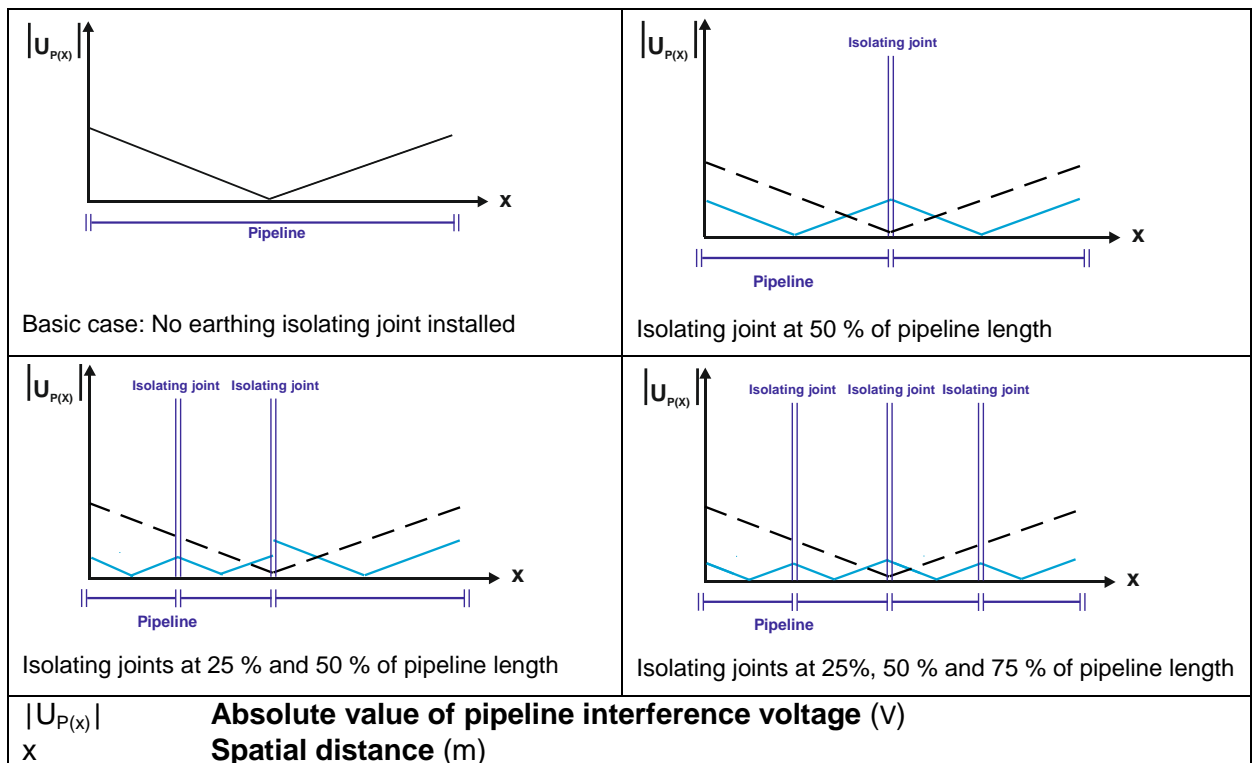 |U_P(X)|
x
Pipeline
Basic case: No earthing isolating joint installed
|U_P(X)|
Isolating joint
x
Pipeline
Isolating joint at 50 % of pipeline length
|U_P(X)|
Isolating joint Isolating joint
x
Pipeline
Isolating joints at 25 % and 50 % of pipeline length
|U_P(X)|
Isolating joint Isolating joint Isolating joint
x
Pipeline
Isolating joints at 25%, 50 % and 75 % of pipeline length
|U_P(x)| Absolute value of pipeline interference voltage (V)
x Spatial distance (m)